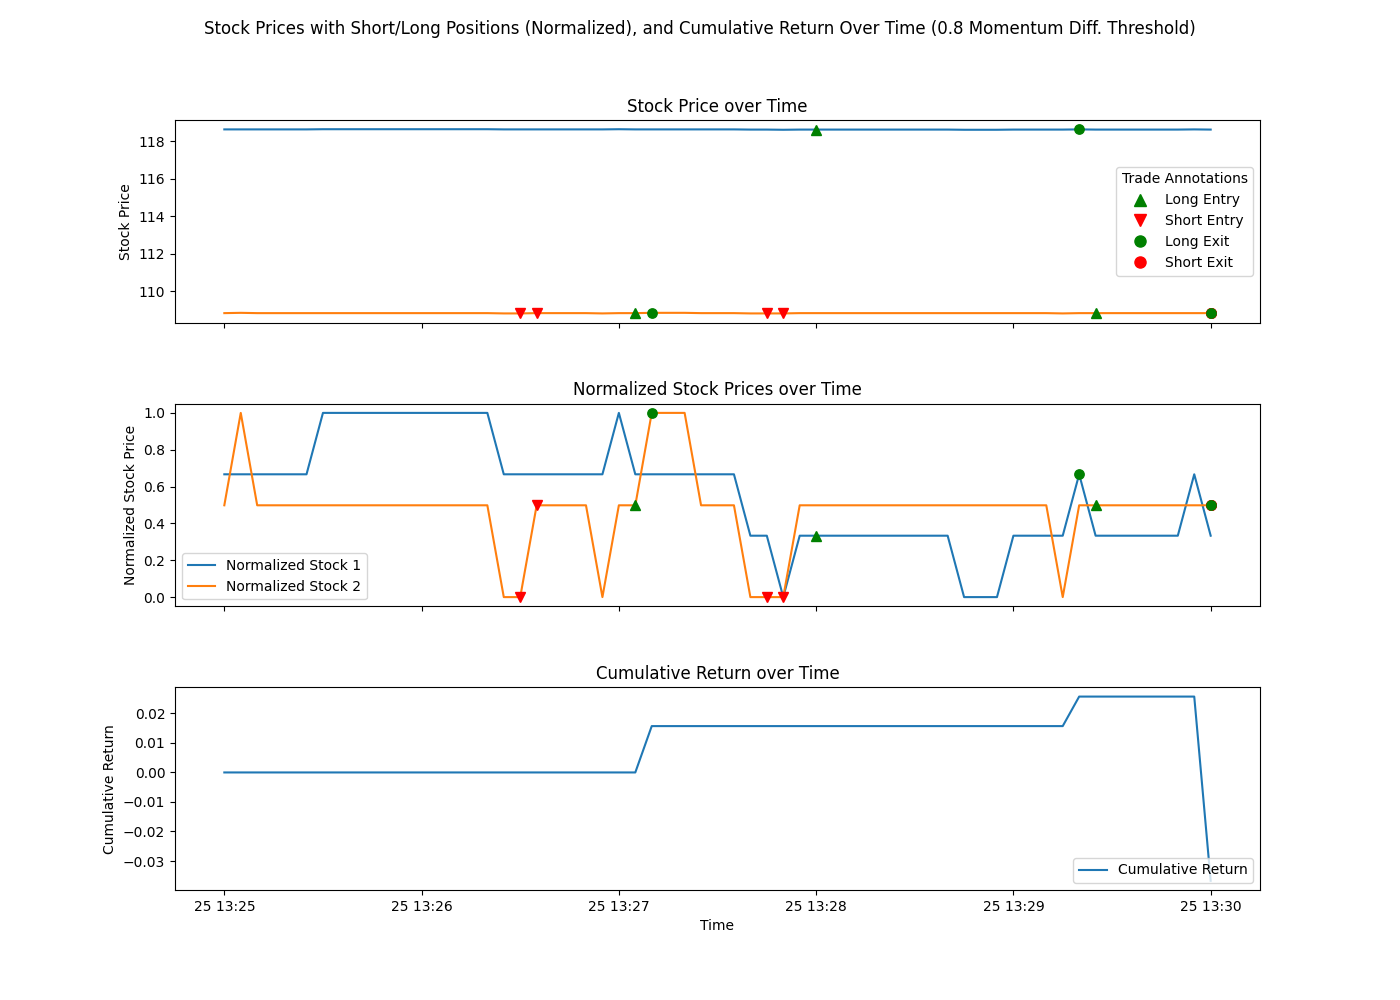 Stock Prices with Short/Long Positions (Normalized), and Cumulative Return Over Time (0.8 Momentum Diff. Threshold)
Stock Price over Time
Stock Price
118
116
114
112
110
Trade Annotations
Long Entry
Short Entry
Long Exit
Short Exit
Normalized Stock Prices over Time
Normalized Stock Price
1.0
0.8
0.6
0.4
0.2
0.0
Normalized Stock 1
Normalized Stock 2
Cumulative Return over Time
Cumulative Return
0.02
0.01
0.00
−0.01
−0.02
−0.03
Cumulative Return
25 13:25
25 13:26
25 13:27
25 13:28
25 13:29
25 13:30
Time